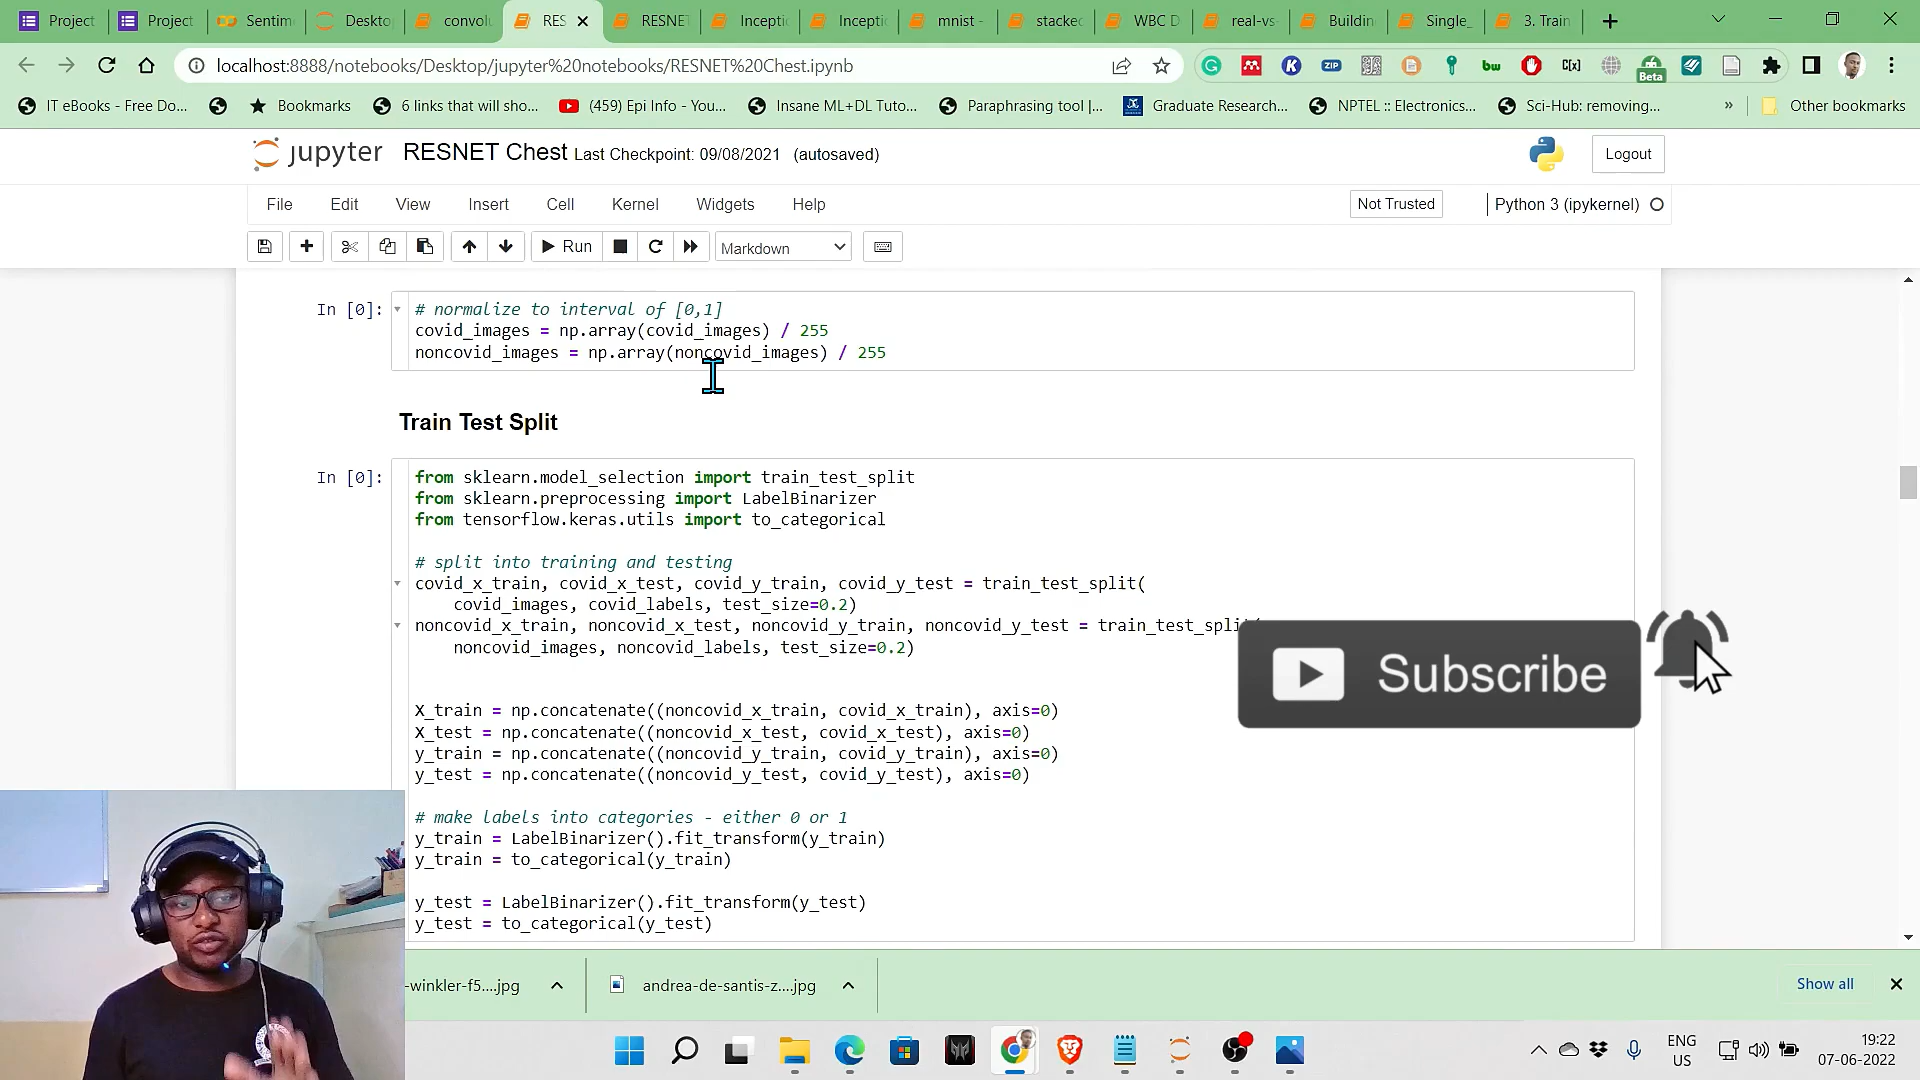 Project
Project
Sentim
Deskto
convolu
RES
RESNET
Inceptio
Inceptio
mnist -
stacked
WBC D
real-vs-
Building
Single_
3. Train
localhost:8888/notebooks/Desktop/jupyter%20notebooks/RESNET%20Chest.ipynb
ZIP
bw
C[x]
Beta
IT eBooks - Free Do...
Bookmarks
6 links that will sho...
(459) Epi Info - You...
Insane ML+DL Tuto...
Paraphrasing tool |...
Graduate Research...
NPTEL :: Electronics...
Sci-Hub: removing...
»
Other bookmarks
jupyter RESNET Chest Last Checkpoint: 09/08/2021 (autosaved)
Logout
File Edit View Insert Cell Kernel Widgets Help
Not Trusted
Python 3 (ipykernel)
Run
Markdown
In [0]:
# normalize to interval of [0,1]
covid_images = np.array(covid_images) / 255
noncovid_images = np.array(noncovid_images) / 255
Train Test Split
In [0]:
from sklearn.model_selection import train_test_split
from sklearn.preprocessing import LabelBinarizer
from tensorflow.keras.utils import to_categorical
# split into training and testing
covid_x_train, covid_x_test, covid_y_train, covid_y_test = train_test_split(
covid_images, covid_labels, test_size=0.2)
noncovid_x_train, noncovid_x_test, noncovid_y_train, noncovid_y_test = train_test_split(
noncovid_images, noncovid_labels, test_size=0.2)
X_train = np.concatenate((noncovid_x_train, covid_x_train), axis=0)
X_test = np.concatenate((noncovid_x_test, covid_x_test), axis=0)
y_train = np.concatenate((noncovid_y_train, covid_y_train), axis=0)
y_test = np.concatenate((noncovid_y_test, covid_y_test), axis=0)
# make labels into categories - either 0 or 1
y_train = LabelBinarizer().fit_transform(y_train)
y_train = to_categorical(y_train)
y_test = LabelBinarizer().fit_transform(y_test)
y_test = to_categorical(y_test)
Subscribe
-winkler-f5....jpg
andrea-de-santis-z....jpg
Show all
ENG
US
19:22
07-06-2022